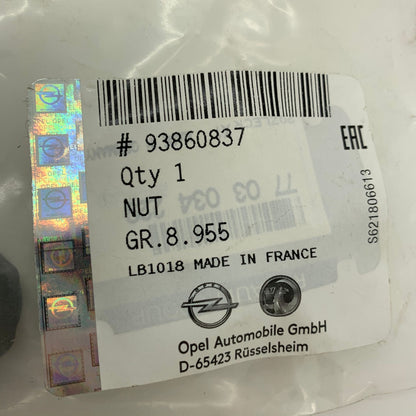 # 93860837
Qty 1
NUT
GR.8.955
LB1018 MADE IN FRANCE
Opel Automobile GmbH
D-65423 Rüsselsheim
EAC
S621806613
77 03 034